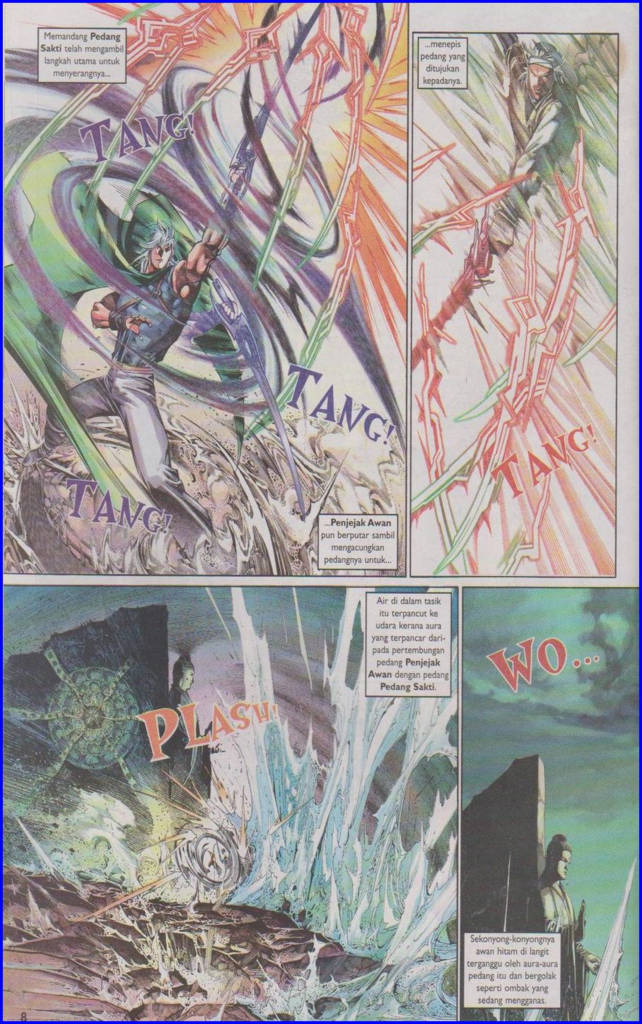 Memandang Pedang
Sakti telah mengambil
langkah utama untuk
menyerangnya...
...menepis
pedang yang
ditujukan
kepadanya.
TANG!
TANG!
TANG!
TANG!
...Penjejak Awan
pun berputar sambil
mengacungkan
pedangnya untuk...
Air di dalam tasik
itu terpancut ke
udara kerana aura
yang terpancar dari-
pada pertembungan
pedang Penjejak
Awan dengan pedang
Pedang Sakti.
PLASH!
WO...
Sekonyong-konyongnya
awan hitam di langit
terganggu oleh aura-aura
pedang itu dan bergolak
seperti ombak yang
sedang mengganas.
8